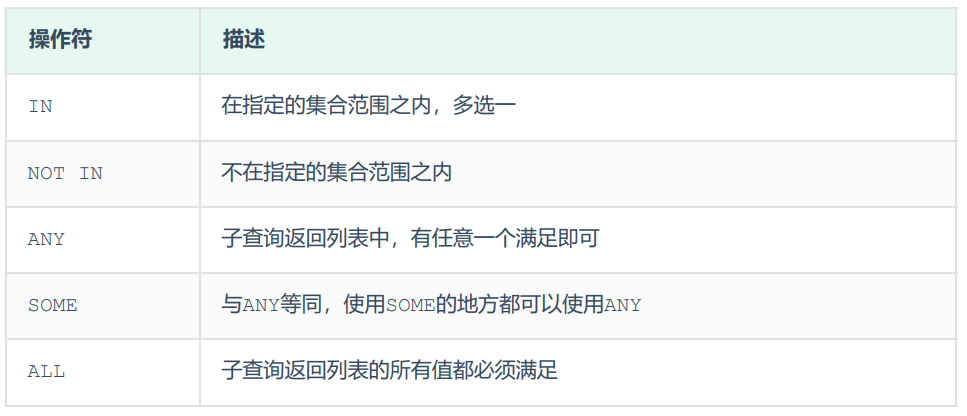 操作符 描述
IN 在指定的集合范围之内，多选一
NOT IN 不在指定的集合范围之内
ANY 子查询返回列表中，有任意一个满足即可
SOME 与ANY等同，使用SOME的地方都可以使用ANY
ALL 子查询返回列表的所有值都必须满足